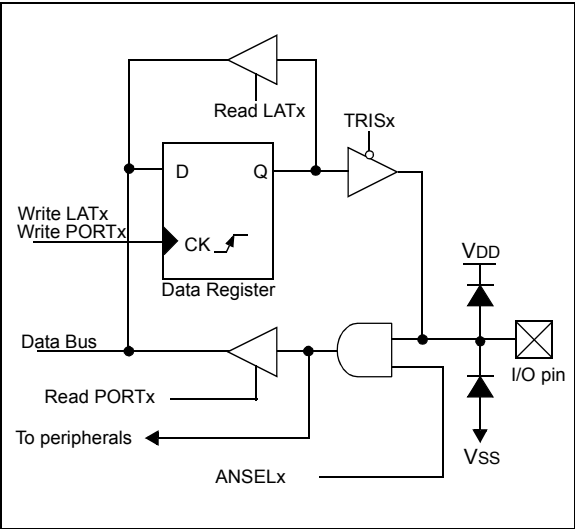 Read LATx
TRISx
D
Q
Write LATx
Write PORTx
CK
VDD
Data Register
Data Bus
I/O pin
Read PORTx
To peripherals
VSS
ANSELx